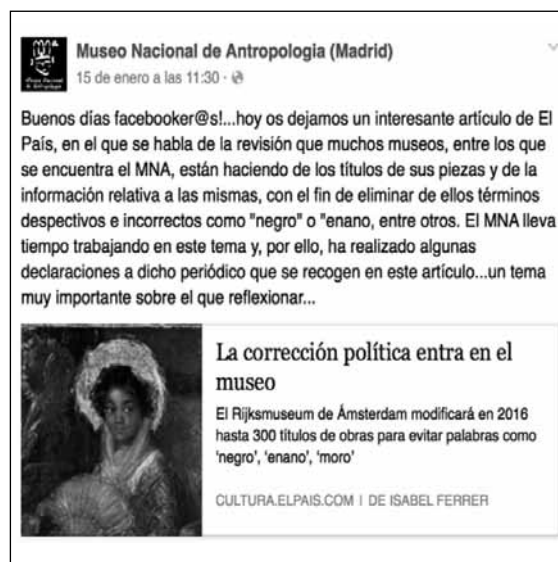 Museo Nacional de Antropologia (Madrid)
15 de enero a las 11:30 ·
Buenos días facebooker@s!...hoy os dejamos un interesante artículo de El
País, en el que se habla de la revisión que muchos museos, entre los que
se encuentra el MNA, están haciendo de los títulos de sus piezas y de la
información relativa a las mismas, con el fin de eliminar de ellos términos
despectivos e incorrectos como "negro" o "enano, entre otros. El MNA lleva
tiempo trabajando en este tema y, por ello, ha realizado algunas
declaraciones a dicho periódico que se recogen en este artículo...un tema
muy importante sobre el que reflexionar...
La corrección política entra en el
museo
El Rijksmuseum de Ámsterdam modificará en 2016
hasta 300 títulos de obras para evitar palabras como
'negro', 'enano', 'moro'
CULTURA.ELPAIS.COM | DE ISABEL FERRER